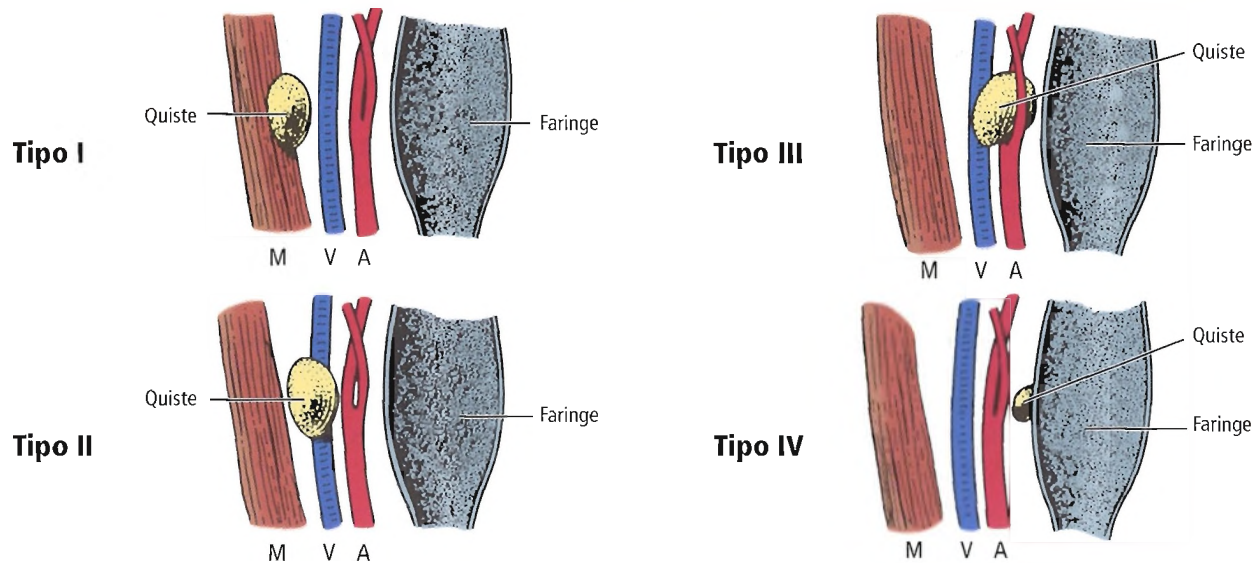 Quiste
Faringe
Tipo I
M V A
Quiste
Faringe
Tipo II
M V A
Quiste
Faringe
Tipo III
M V A
Quiste
Faringe
Tipo IV
M V A